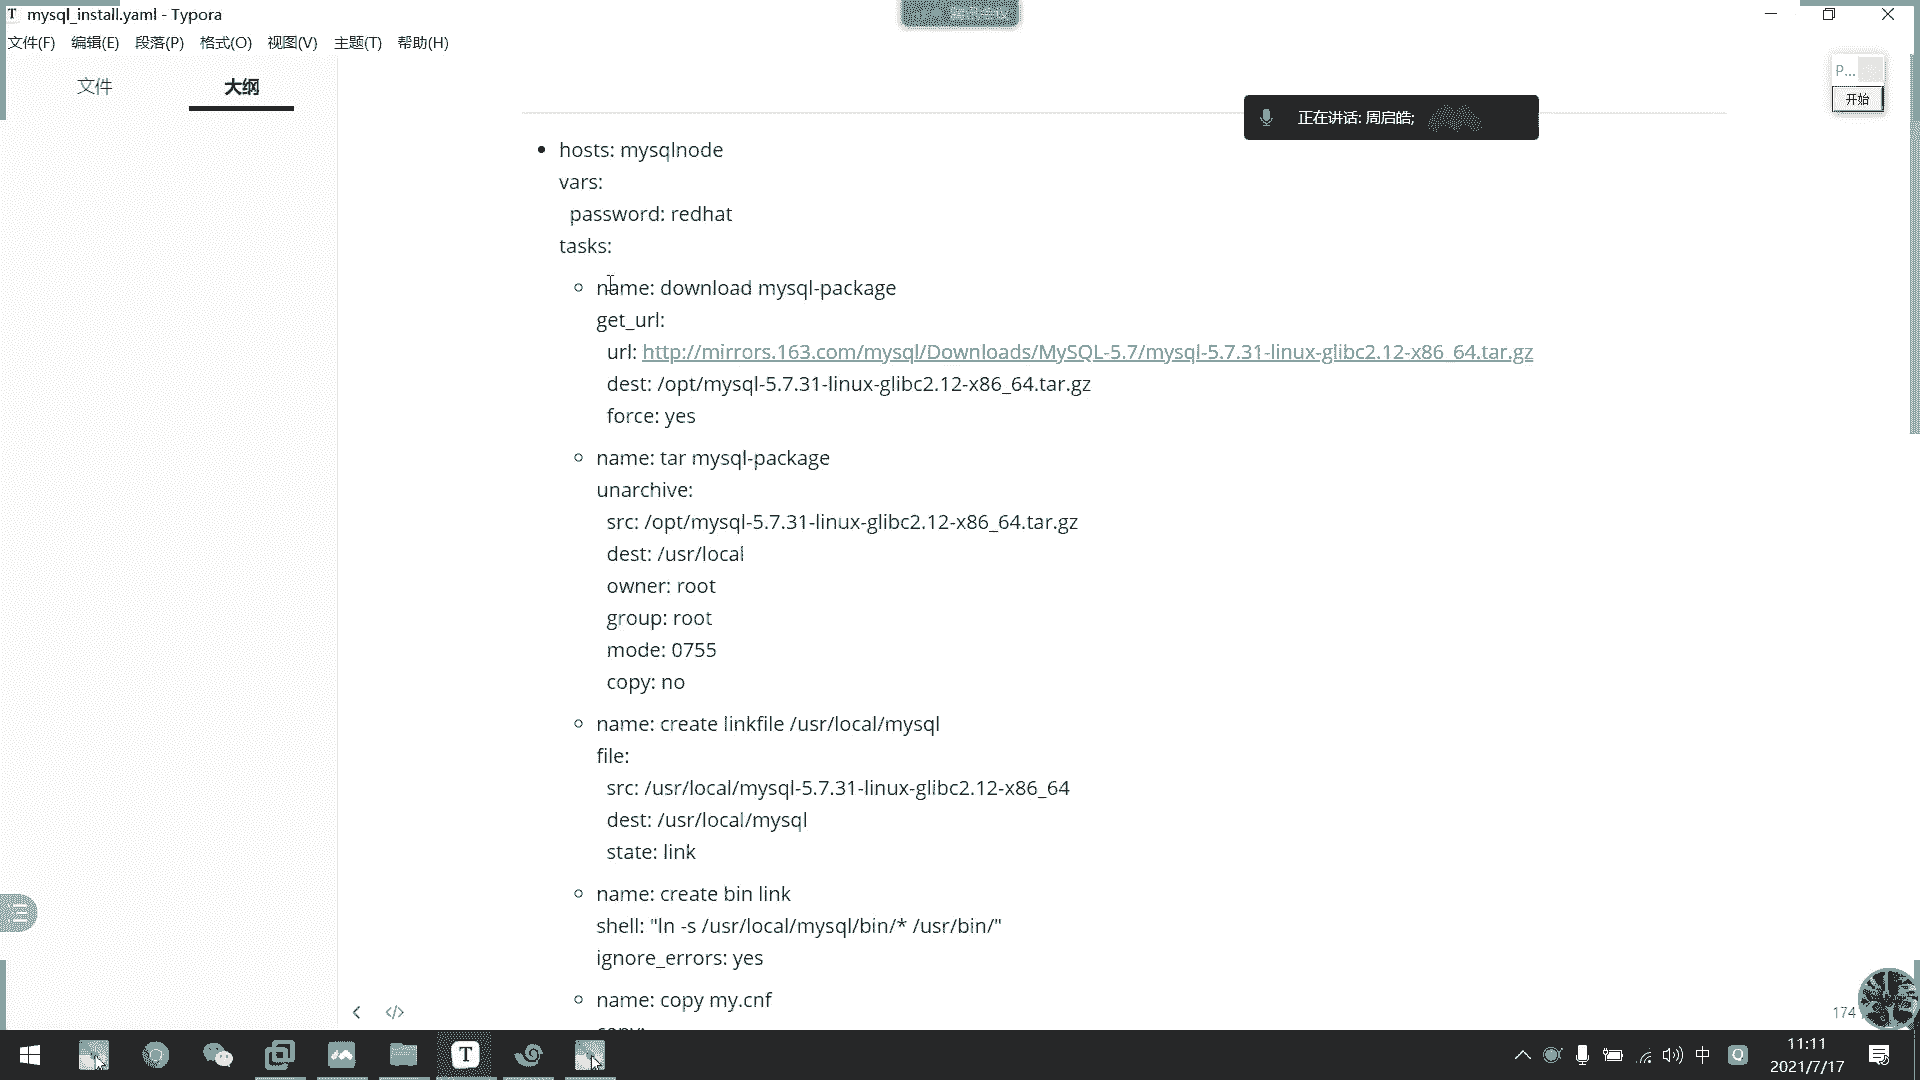 mysql_install.yaml - Typora
文件(F) 编辑(E) 段落(P) 格式(O) 视图(V) 主题(T) 帮助(H)
文件 大纲
P...
开始
正在讲话: 周启皓;
hosts: mysqlnode
vars:
password: redhat
tasks:
name: download mysql-package
get_url:
url: http://mirrors.163.com/mysql/Downloads/MySQL-5.7/mysql-5.7.31-linux-glibc2.12-x86_64.tar.gz
dest: /opt/mysql-5.7.31-linux-glibc2.12-x86_64.tar.gz
force: yes
name: tar mysql-package
unarchive:
src: /opt/mysql-5.7.31-linux-glibc2.12-x86_64.tar.gz
dest: /usr/local
owner: root
group: root
mode: 0755
copy: no
name: create linkfile /usr/local/mysql
file:
src: /usr/local/mysql-5.7.31-linux-glibc2.12-x86_64
dest: /usr/local/mysql
state: link
name: create bin link
shell: "ln -s /usr/local/mysql/bin/* /usr/bin/"
ignore_errors: yes
name: copy my.cnf
copy:
174
中
11:11
2021/7/17